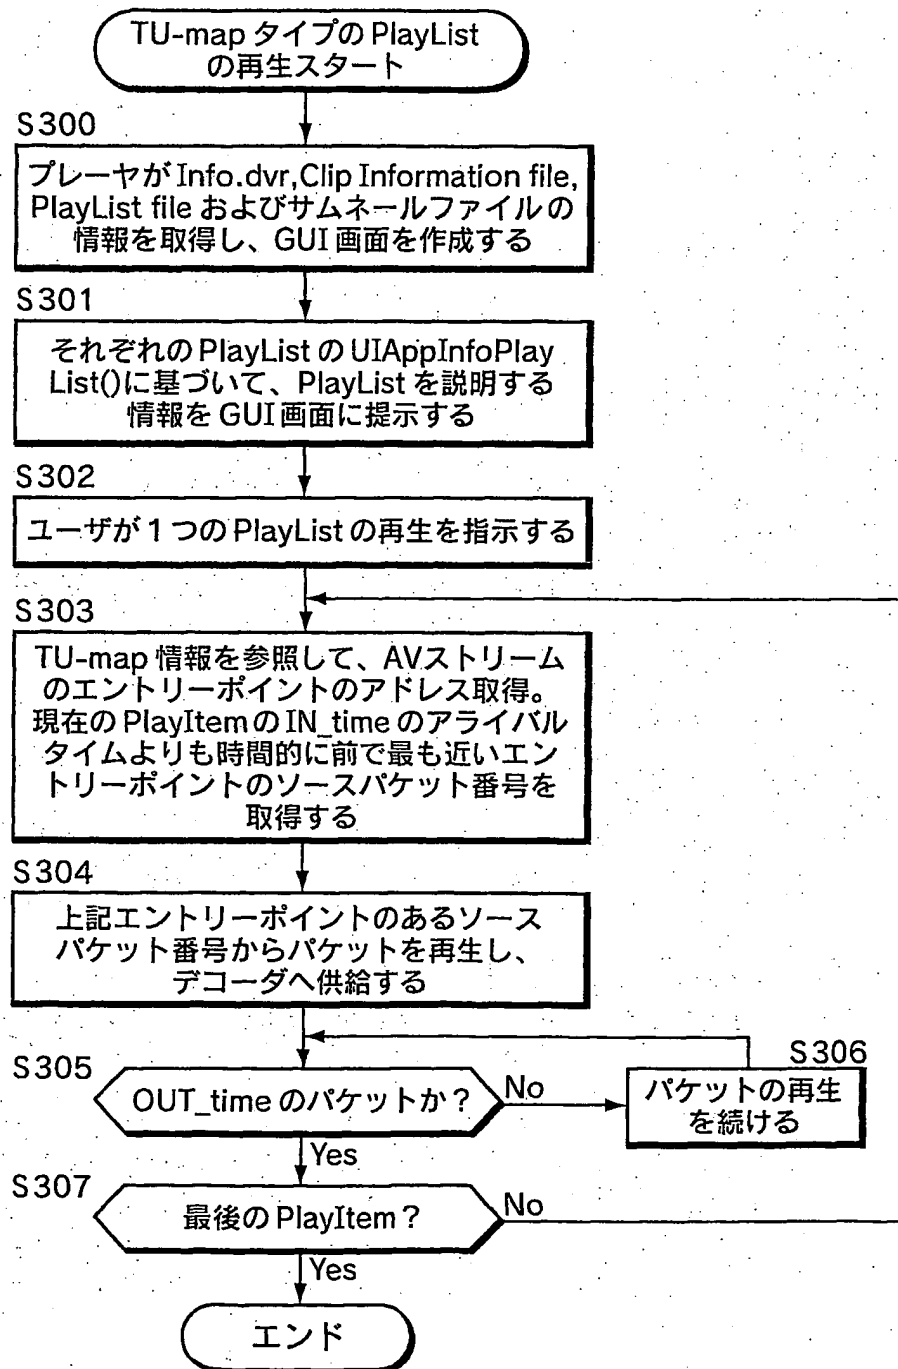 TU-map タイプの PlayList
の再生スタート
S300
プレーヤが Info.dvr,Clip Information file,
PlayList file およびサムネールファイルの
情報を取得し、GUI 画面を作成する
S301
それぞれの PlayList の UIAppInfoPlay
List()に基づいて、PlayList を説明する
情報を GUI 画面に提示する
S302
ユーザが 1 つの PlayList の再生を指示する
S303
TU-map 情報を参照して、AVストリーム
のエントリーポイントのアドレス取得。
現在の PlayItem の IN_time のアライバル
タイムよりも時間的に前で最も近いエン
トリーポイントのソースパケット番号を
取得する
S304
上記エントリーポイントのあるソース
パケット番号からパケットを再生し、
デコーダへ供給する
S305
OUT_time のパケットか？
No
S306
パケットの再生
を続ける
Yes
S307
最後の PlayItem？
No
Yes
エンド